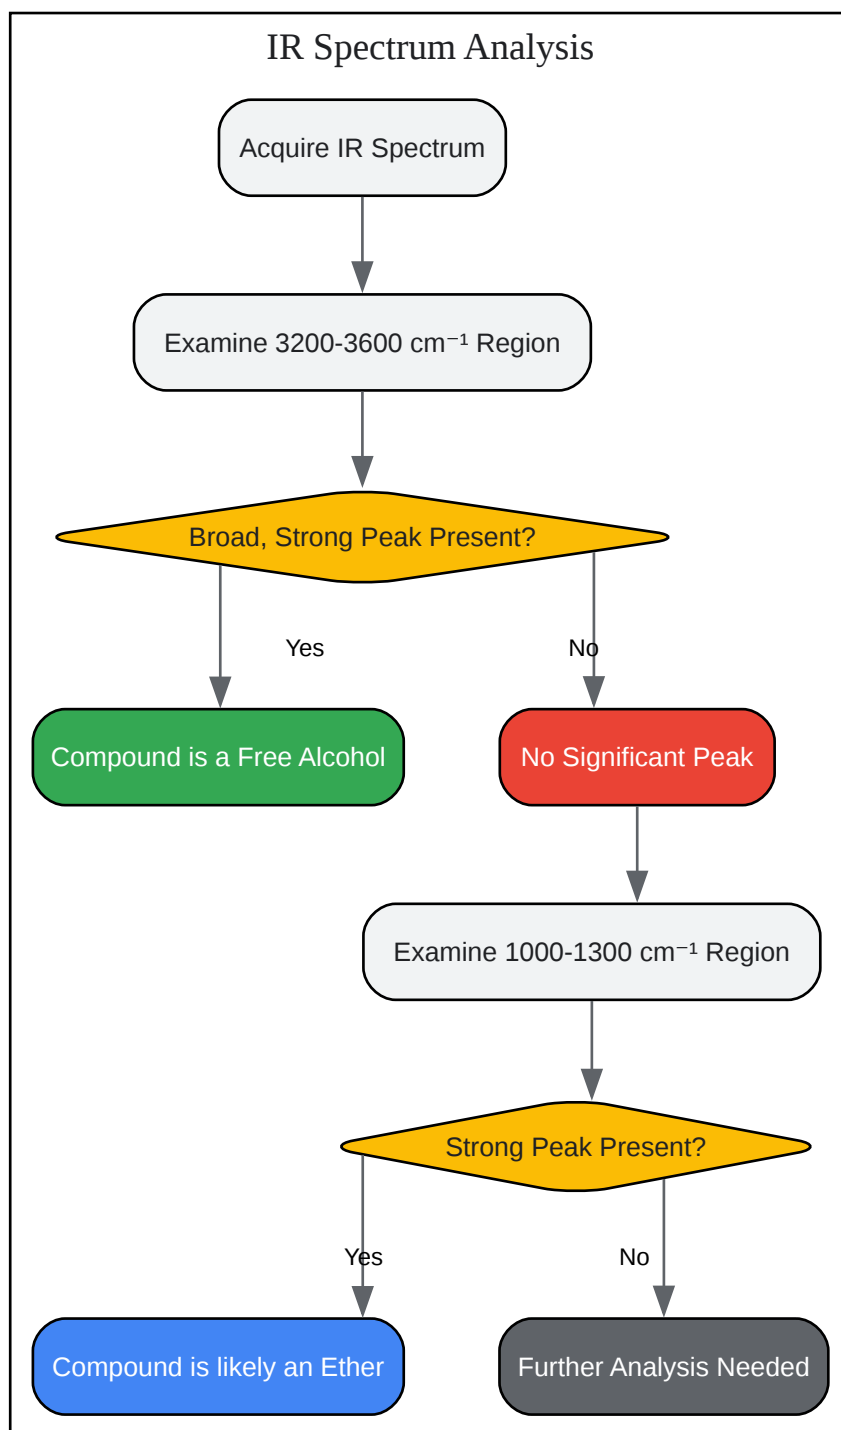 IR Spectrum Analysis
Acquire IR Spectrum
Examine 3200-3600 cm⁻¹ Region
Broad, Strong Peak Present?
Yes
No
Compound is a Free Alcohol
No Significant Peak
Examine 1000-1300 cm⁻¹ Region
Strong Peak Present?
Yes
No
Compound is likely an Ether
Further Analysis Needed